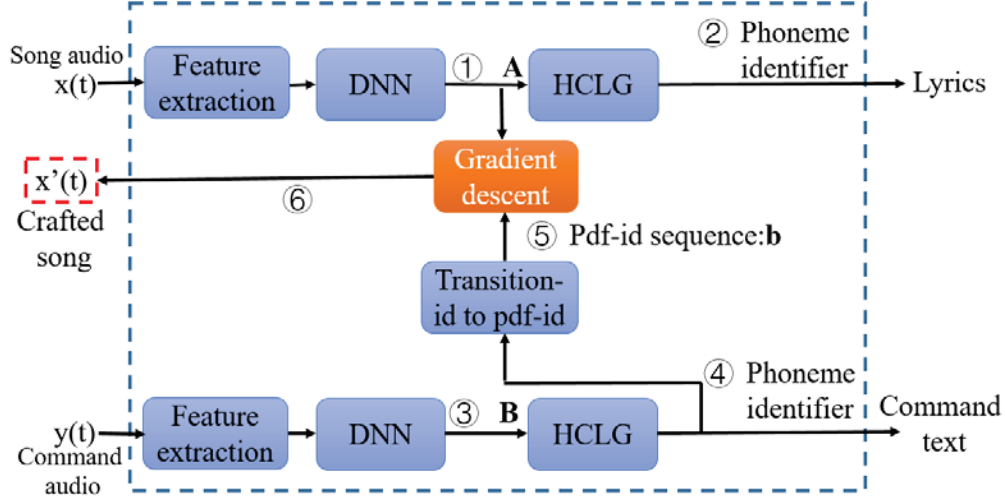 Song audio
x(t)
Feature
extraction
DNN
① A
HCLG
② Phoneme
identifier
Lyrics
x’(t)
Crafted
song
⑥
Gradient
descent
⑤ Pdf-id sequence:b
Transition-
id to pdf-id
y(t)
Command
audio
Feature
extraction
DNN
③ B
HCLG
④ Phoneme
identifier
Command
text